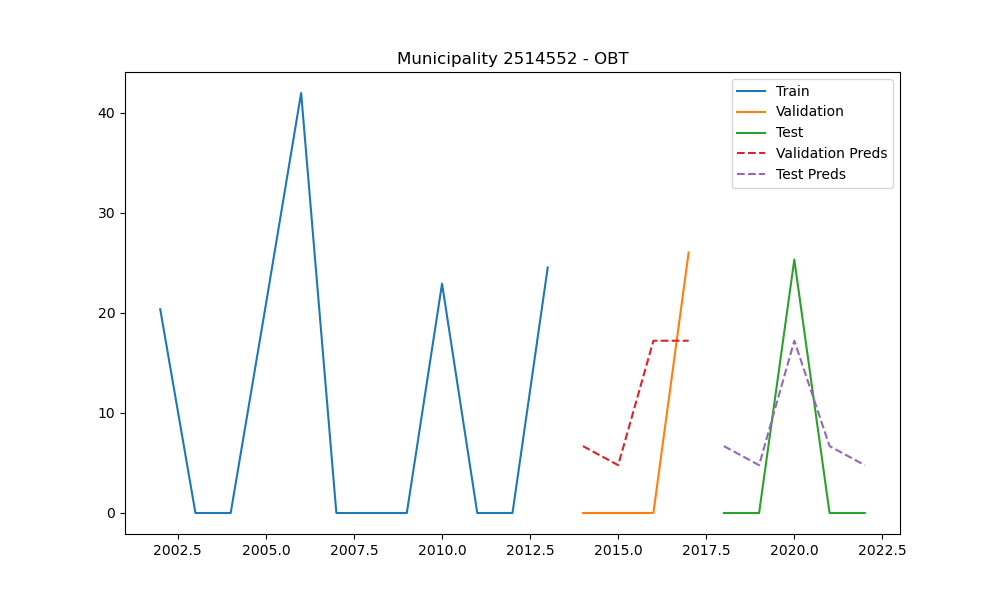 Municipality 2514552 - OBT
Train
Validation
Test
Validation Preds
Test Preds
40
30
20
10
0
2002.5 2005.0 2007.5 2010.0 2012.5 2015.0 2017.5 2020.0 2022.5